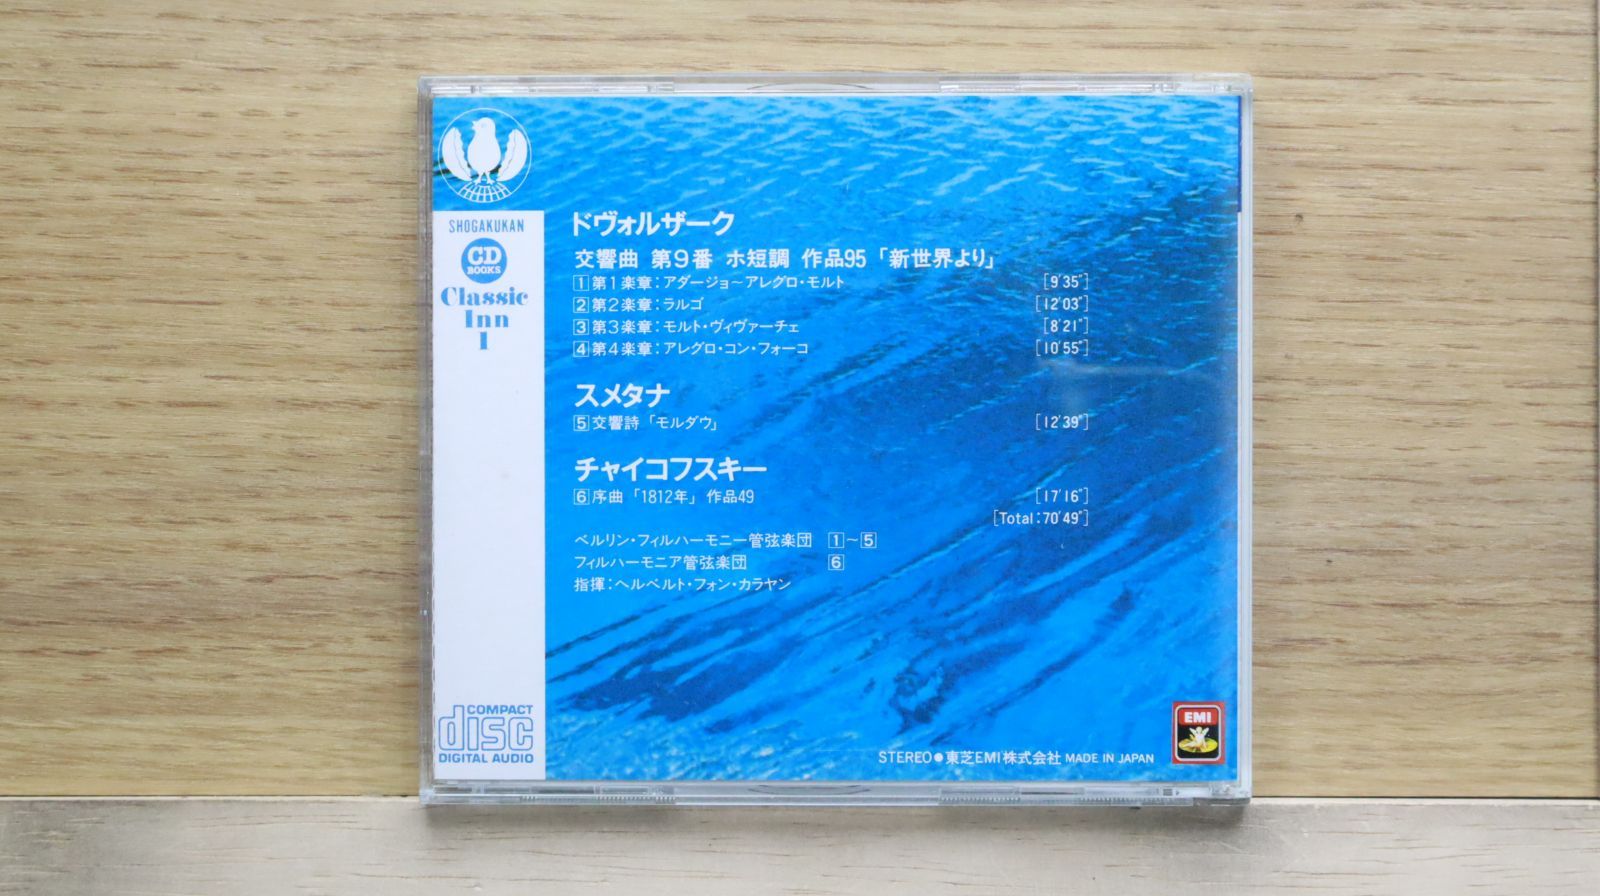 SHOGAKUKAN
CD
BOOKS
Classic
Inn
1
ドヴォルザーク
交響曲 第9番 ホ短調 作品95「新世界より」
1 第1楽章：アダージョ～アレグロ・モルト [9′35″]
2 第2楽章：ラルゴ [12′03″]
3 第3楽章：モルト・ヴィヴァーチェ [8′21″]
4 第4楽章：アレグロ・コン・フォーコ [10′55″]
スメタナ
5 交響詩「モルダウ」 [12′39″]
チャイコフスキー
6 序曲「1812年」作品49 [17′16″]
[Total:70′49″]
ベルリン・フィルハーモニー管弦楽団 1～5
フィルハーモニア管弦楽団 6
指揮：ヘルベルト・フォン・カラヤン
COMPACT
disc
DIGITAL AUDIO
EMI
STEREO●東芝EMI株式会社 MADE IN JAPAN